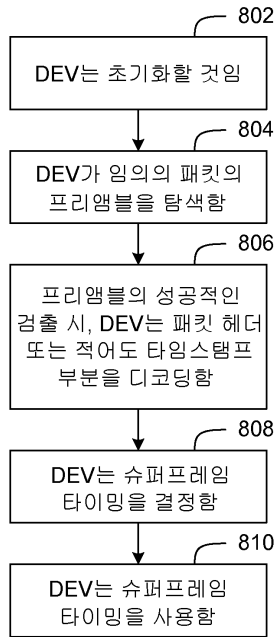 802
DEV는 초기화할 것임
804
DEV가 임의의 패킷의
프리앰블을 탐색함
806
프리앰블의 성공적인
검출 시, DEV는 패킷 헤더
또는 적어도 타임스탬프
부분을 디코딩함
808
DEV는 슈퍼프레임
타이밍을 결정함
810
DEV는 슈퍼프레임
타이밍을 사용함